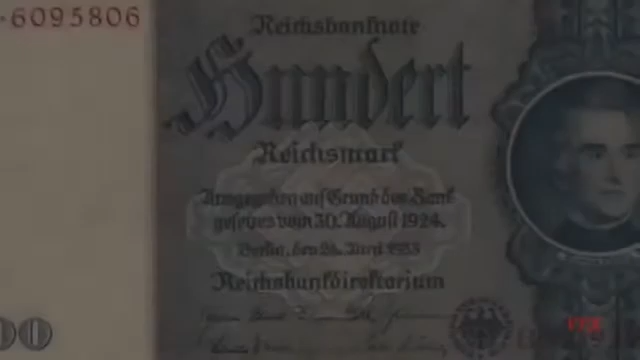 6095806
Reichsbanknote
Hundert
Reichsmark
Ausgegeben auf Grund des Bank
gesetzes vom 30. August 1924.
Berlin, den 24. Juni 1935
Reichsbankdirektorium
00